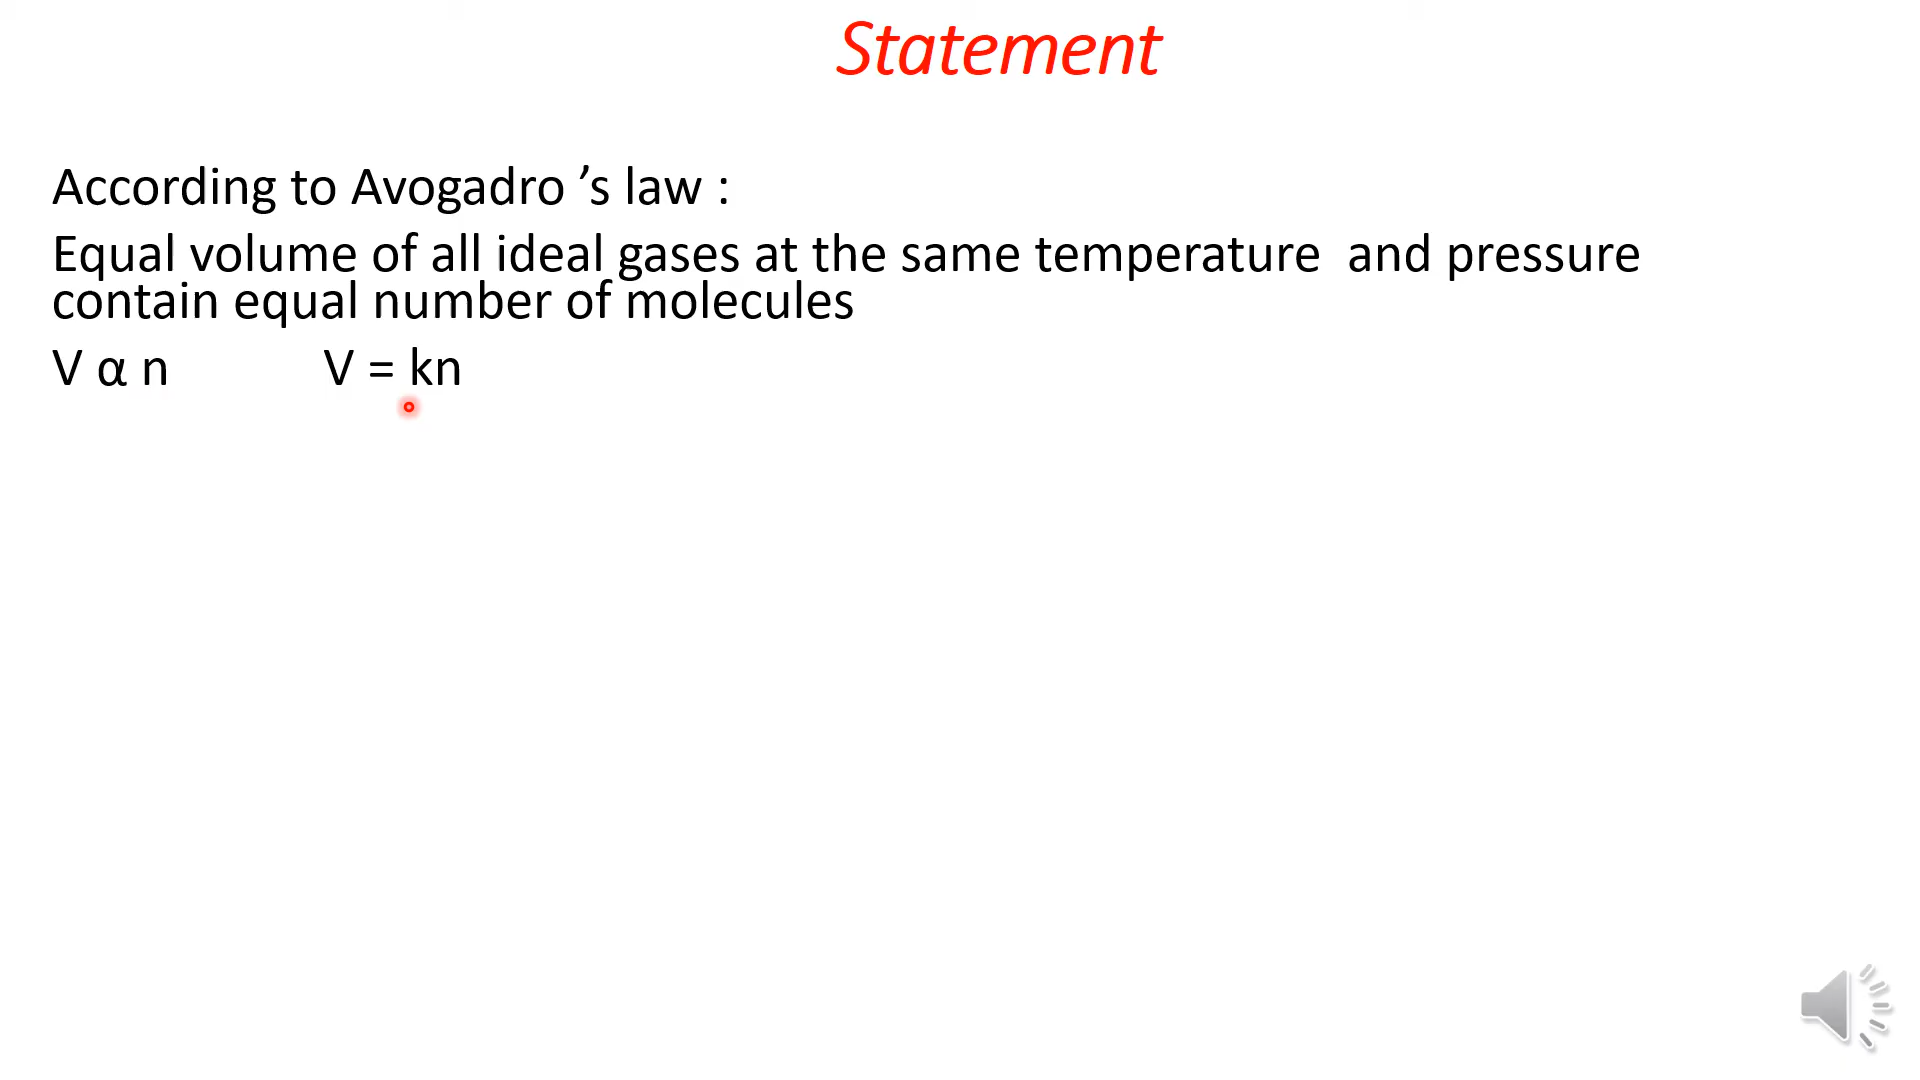 Statement
According to Avogadro ’s law :
Equal volume of all ideal gases at the same temperature  and pressure
contain equal number of molecules
V α n V = kn